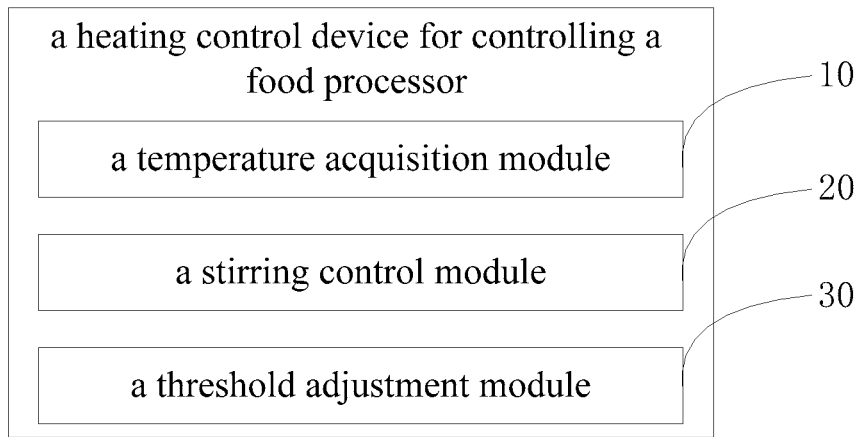 a heating control device for controlling a
food processor
10
a temperature acquisition module
20
a stirring control module
30
a threshold adjustment module